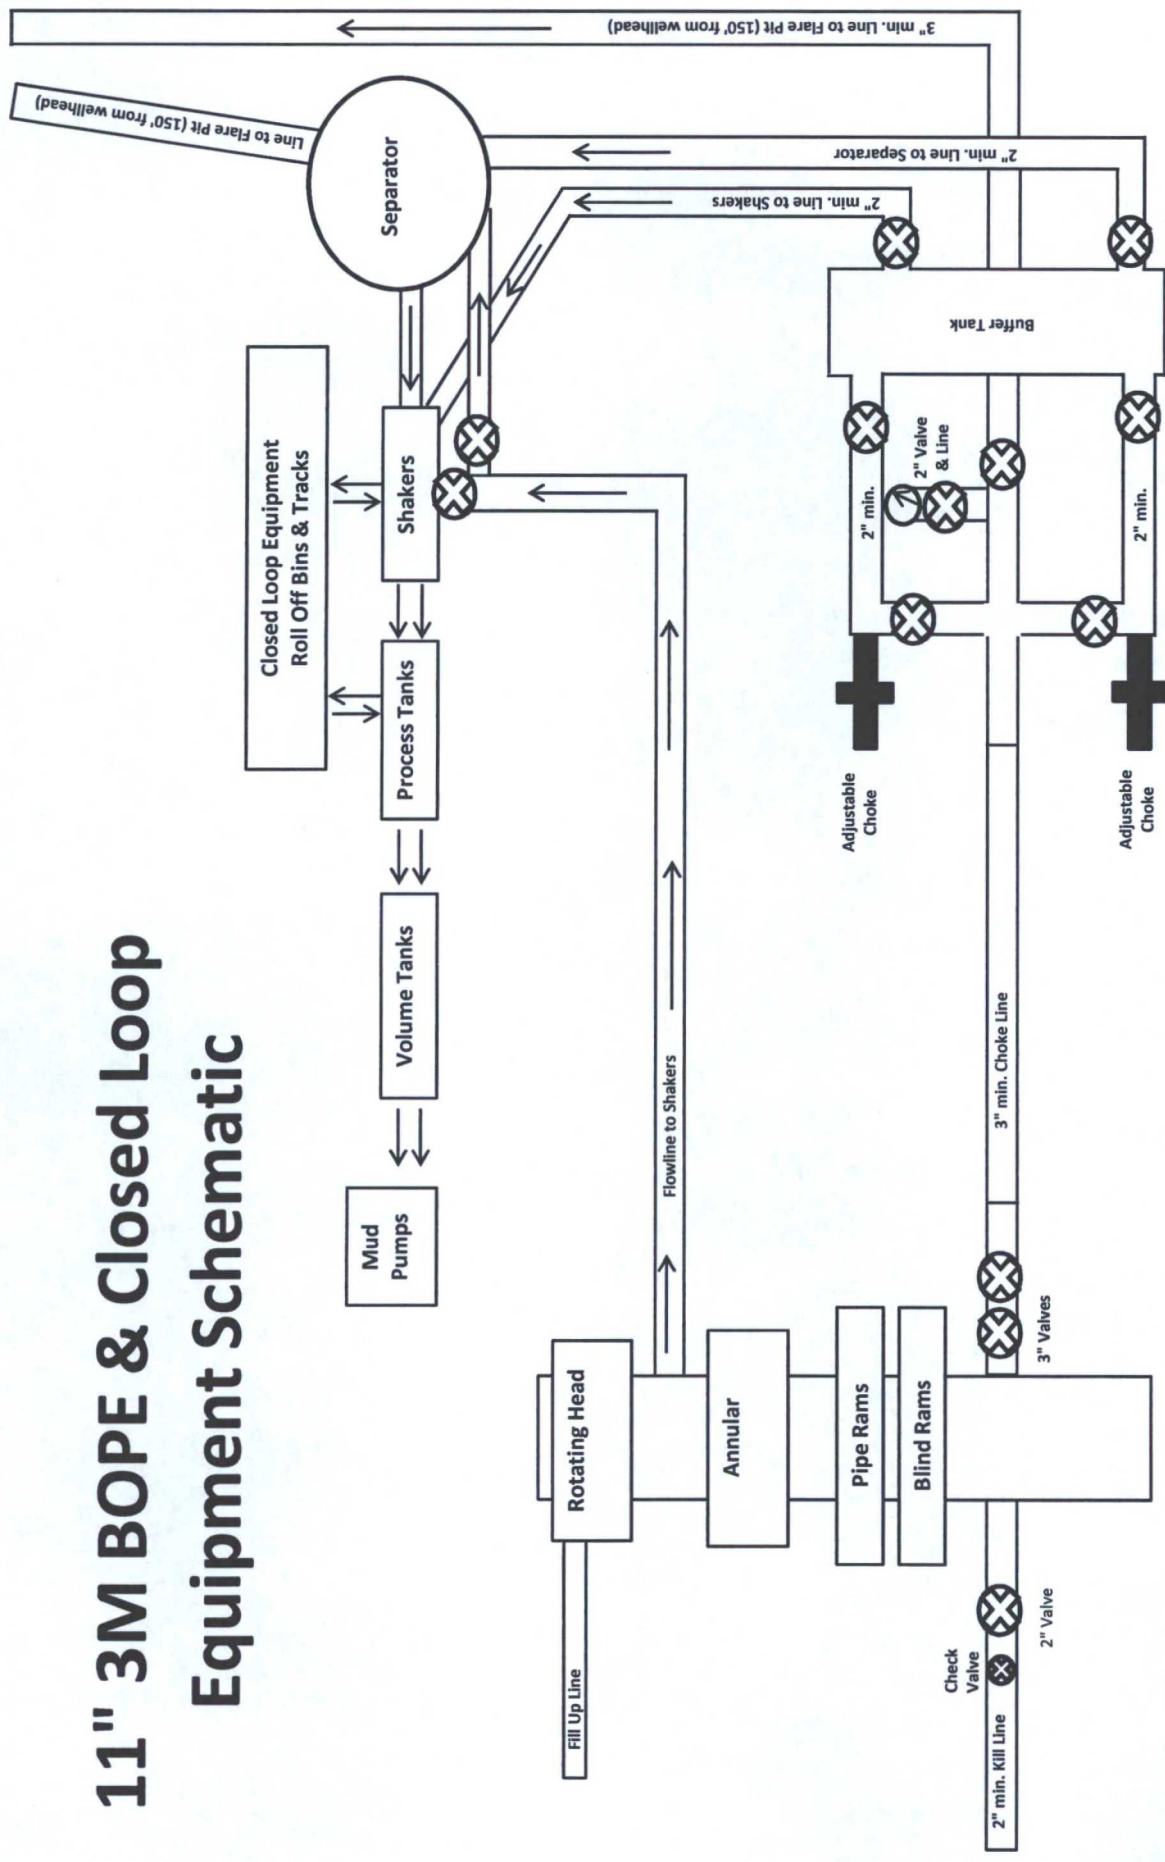 11" 3M BOPE & Closed Loop
Equipment Schematic
Mud
Pumps
Volume Tanks
Process Tanks
Shakers
Closed Loop Equipment
Roll Off Bins & Tracks
Separator
Line to Flare Pit (150' from wellhead)
3" min. Line to Flare Pit (150' from wellhead)
2" min. Line to Separator
2" min. Line to Shakers
Fill Up Line
Rotating Head
Flowline to Shakers
Annular
Pipe Rams
Blind Rams
Check
Valve
2" min. Kill Line
2" Valve
3" Valves
3" min. Choke Line
Adjustable
Choke
Adjustable
Choke
2" min.
2" Valve
& Line
2" min.
Buffer Tank